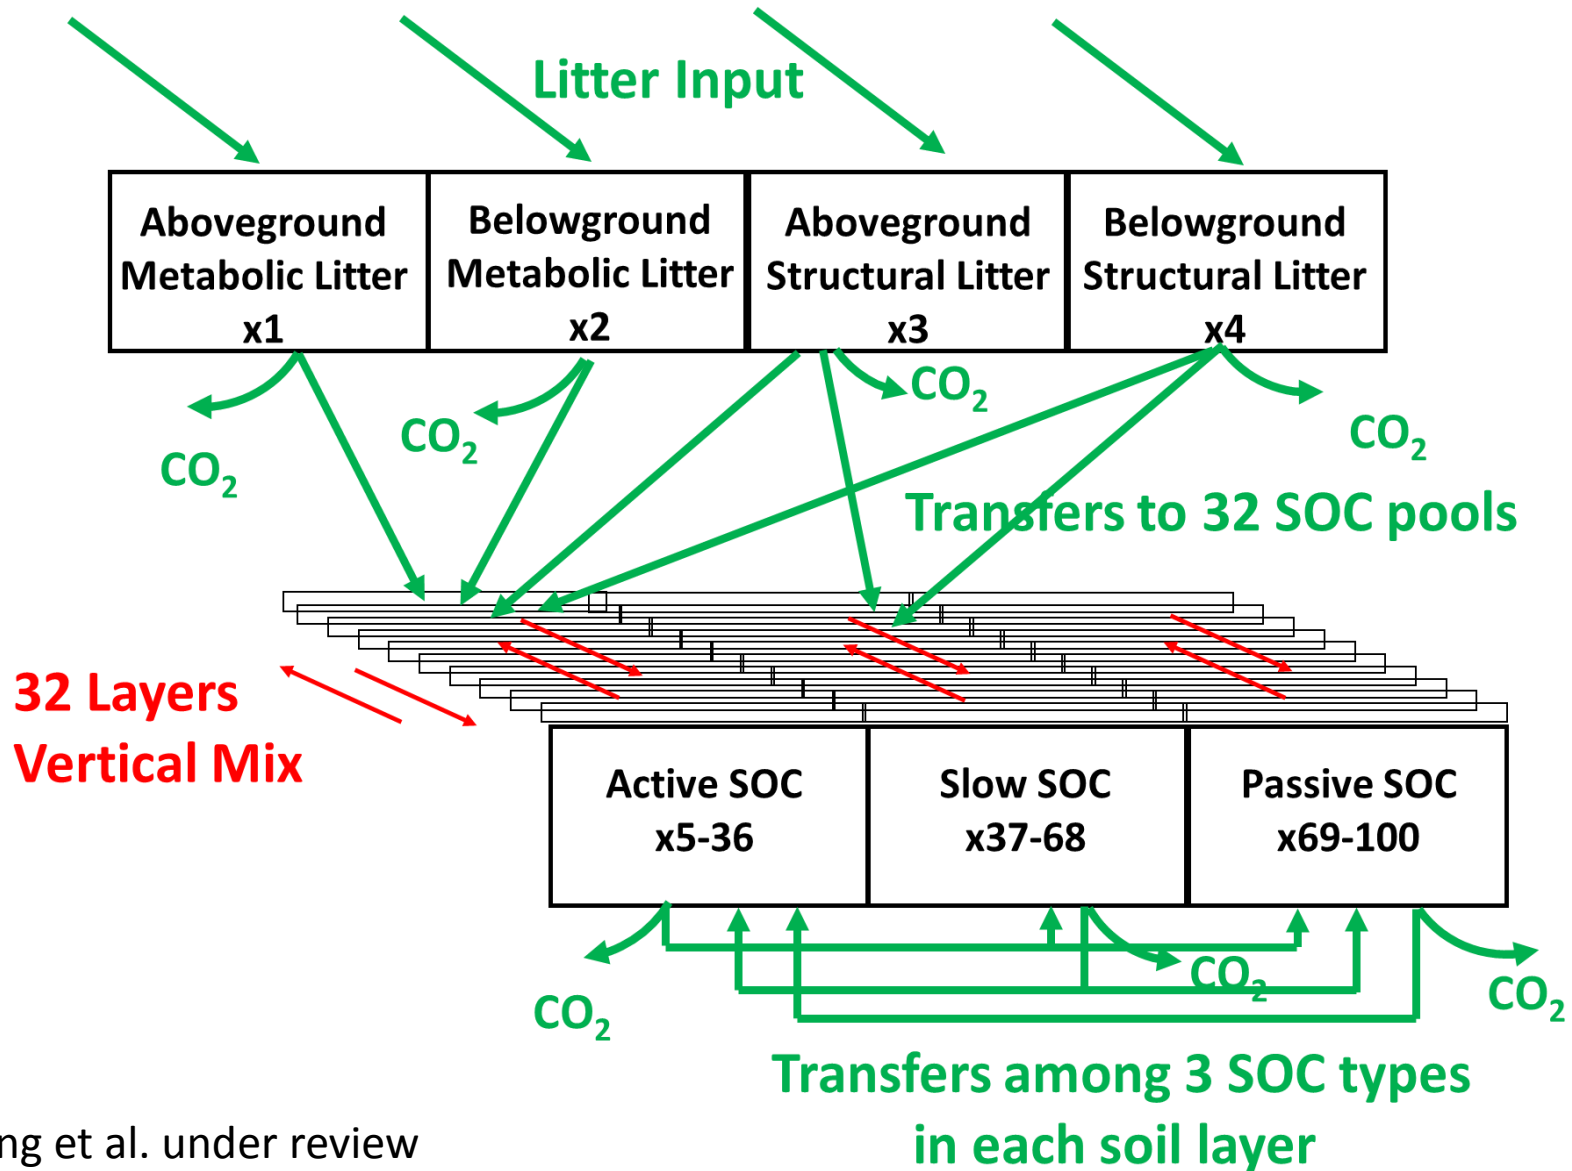 Litter Input
Aboveground
Metabolic Litter
x1
Belowground
Metabolic Litter
x2
Aboveground
Structural Litter
x3
Belowground
Structural Litter
x4
CO2
CO2
CO2
CO2
Transfers to 32 SOC pools
32 Layers
Vertical Mix
Active SOC
x5-36
Slow SOC
x37-68
Passive SOC
x69-100
CO2
CO2
CO2
Transfers among 3 SOC types
in each soil layer
ng et al. under review